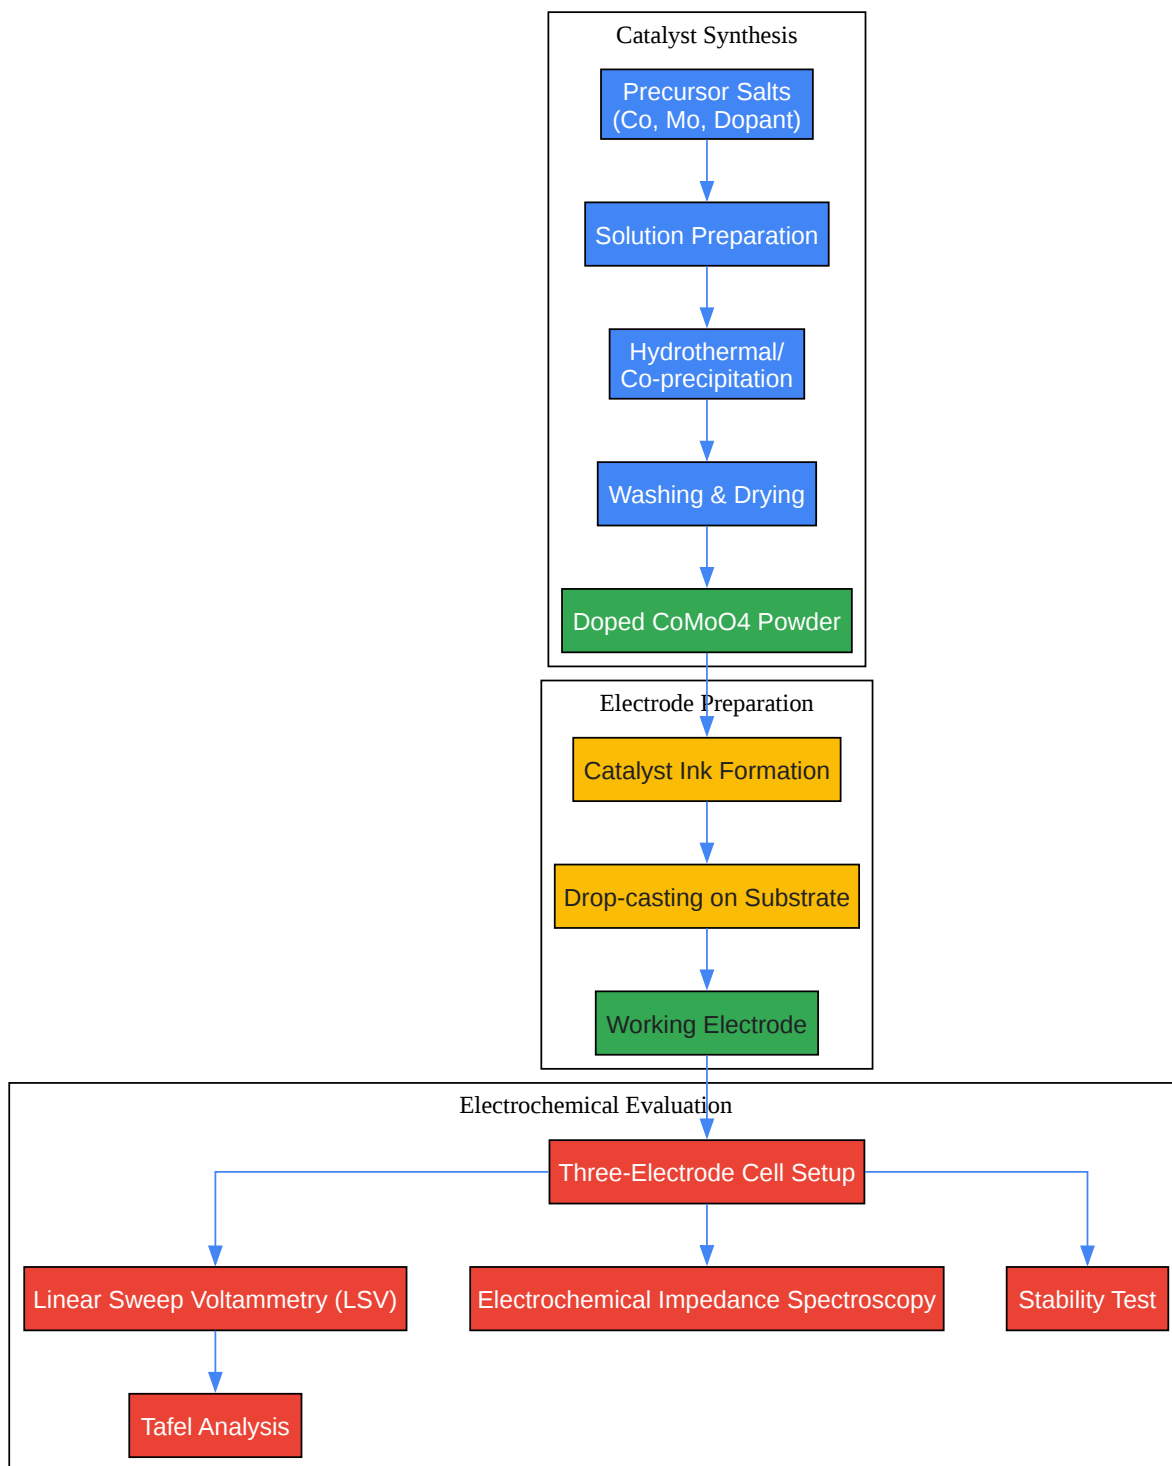 Catalyst Synthesis
Precursor Salts
(Co, Mo, Dopant)
Solution Preparation
Hydrothermal/
Co-precipitation
Washing & Drying
Doped CoMoO4 Powder
Electrode Preparation
Catalyst Ink Formation
Drop-casting on Substrate
Working Electrode
Electrochemical Evaluation
Three-Electrode Cell Setup
Linear Sweep Voltammetry (LSV)
Electrochemical Impedance Spectroscopy
Stability Test
Tafel Analysis